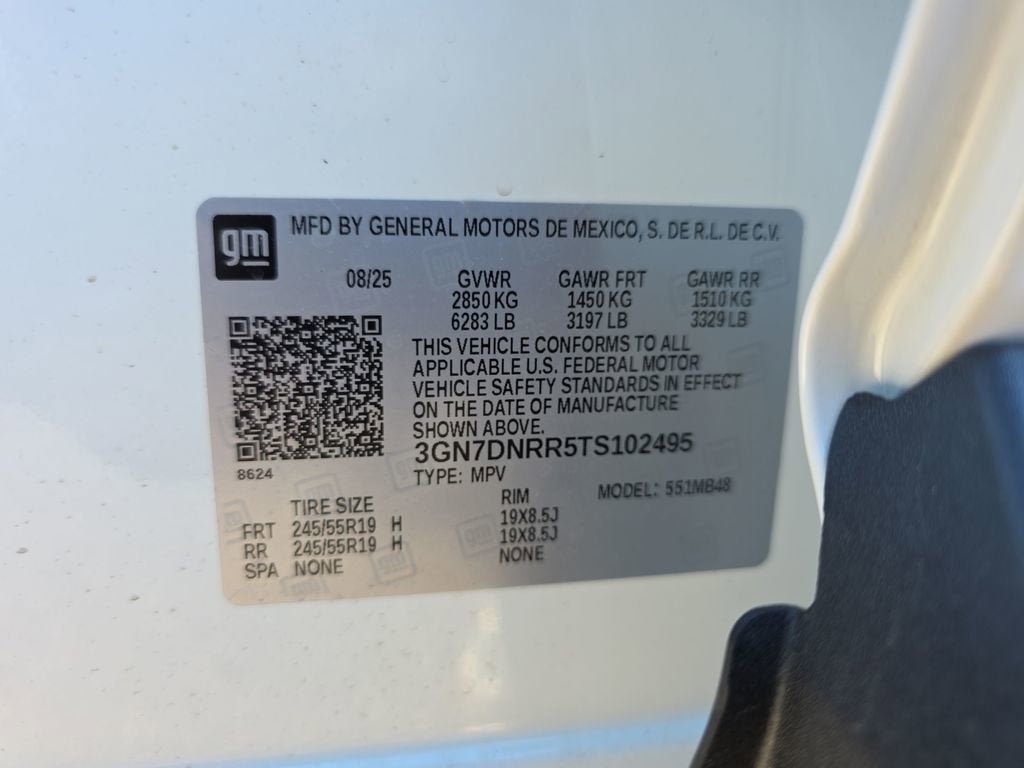 gm
MFD BY GENERAL MOTORS DE MEXICO, S. DE R.L. DE C.V.
08/25 GVWR GAWR FRT GAWR RR
2850 KG 1450 KG 1510 KG
6283 LB 3197 LB 3329 LB
THIS VEHICLE CONFORMS TO ALL
APPLICABLE U.S. FEDERAL MOTOR
VEHICLE SAFETY STANDARDS IN EFFECT
ON THE DATE OF MANUFACTURE
SHOWN ABOVE.
3GN7DNRR5TS102495
8624
TYPE: MPV
MODEL: 551MB48
TIRE SIZE RIM
FRT 245/55R19 H 19X8.5J
RR 245/55R19 H 19X8.5J
SPA NONE NONE